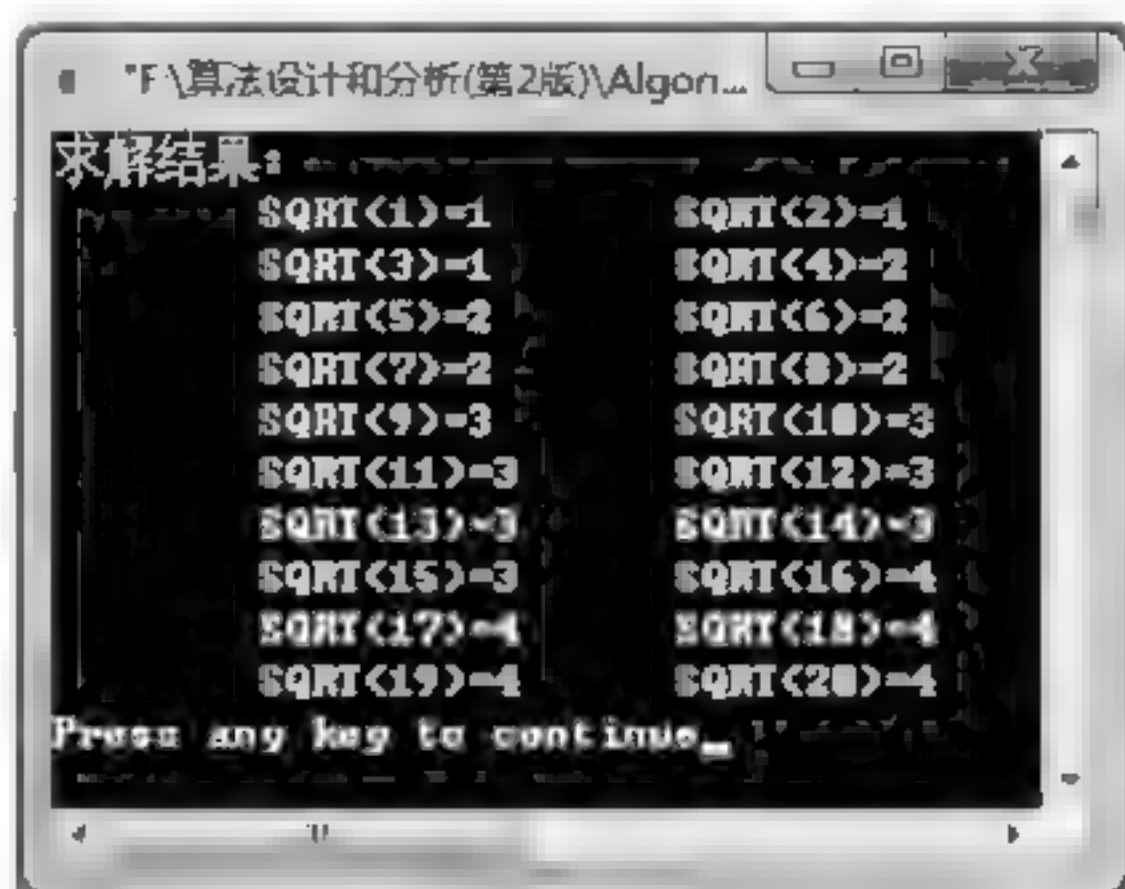 "F \算法设计和分析(第2版)\Algon...
求解结果:
SQRT(1)=1 SQRT(2)=1
SQRT(3)=1 SQRT(4)=2
SQRT(5)=2 SQRT(6)=2
SQRT(7)=2 SQRT(8)=2
SQRT(9)=3 SQRT(10)=3
SQRT(11)=3 SQRT(12)=3
SQRT(13)=3 SQRT(14)=3
SQRT(15)=3 SQRT(16)=4
SQRT(17)=4 SQRT(18)=4
SQRT(19)=4 SQRT(20)=4
Press any key to continue_